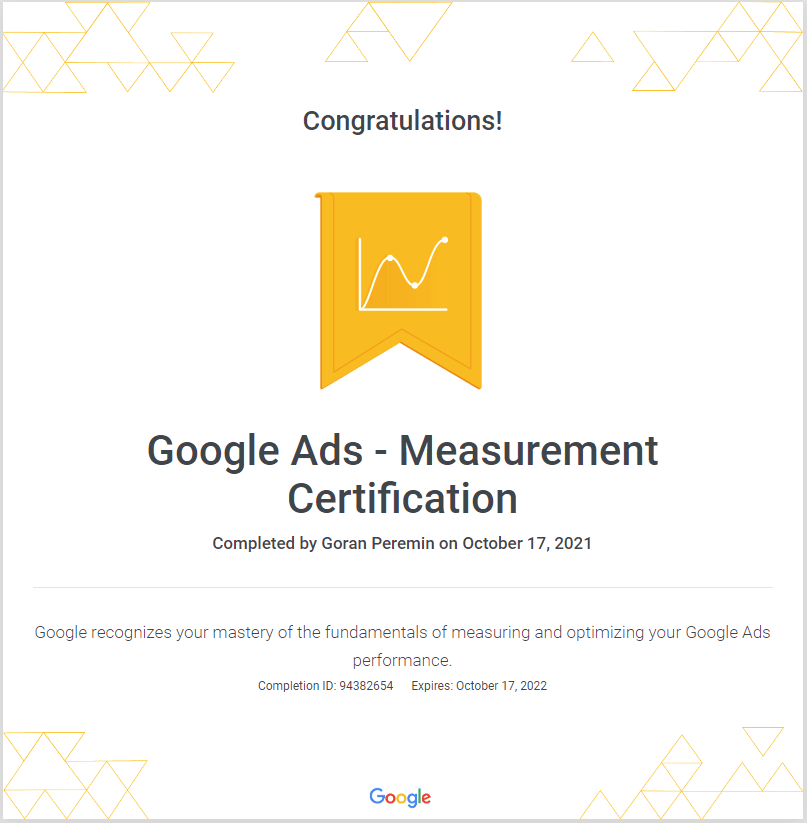 Congratulations!
Google Ads - Measurement
Certification
Completed by Goran Peremin on October 17, 2021
Google recognizes your mastery of the fundamentals of measuring and optimizing your Google Ads
performance.
Completion ID: 94382654 Expires: October 17, 2022
Google